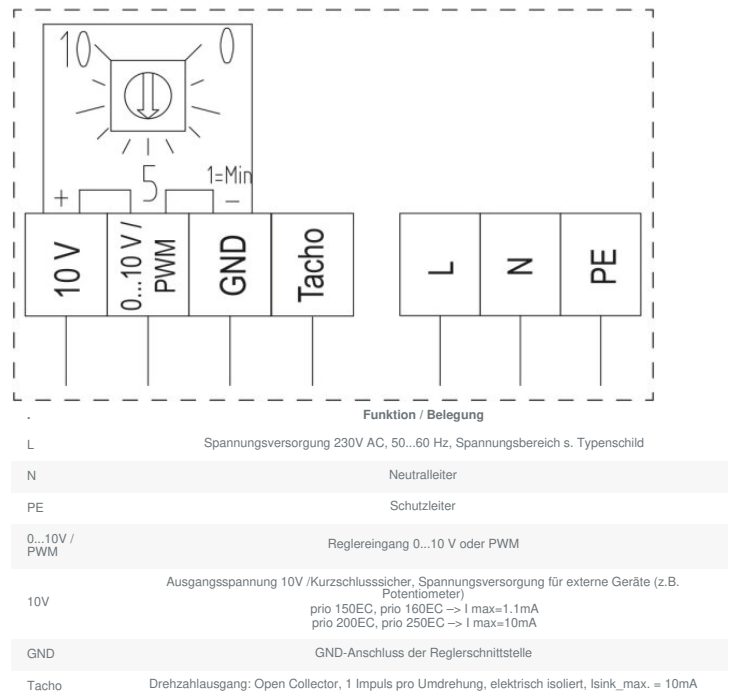 10 0
5 1=Min
+ −
10 V
0...10 V /
PWM
GND
Tacho
L
N
PE
. Funktion / Belegung
L Spannungsversorgung 230V AC, 50...60 Hz, Spannungsbereich s. Typenschild
N Neutralleiter
PE Schutzleiter
0...10V /
PWM
Reglereingang 0...10 V oder PWM
10V
Ausgangsspannung 10V /Kurzschlusssicher, Spannungsversorgung für externe Geräte (z.B.
Potentiometer)
prio 150EC, prio 160EC –> I max=1.1mA
prio 200EC, prio 250EC –> I max=10mA
GND GND-Anschluss der Reglerschnittstelle
Tacho Drehzahlausgang: Open Collector, 1 Impuls pro Umdrehung, elektrisch isoliert, Isink_max. = 10mA